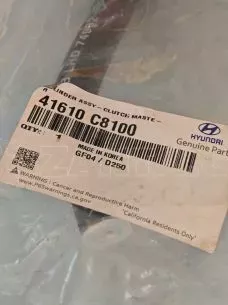 CYLINDER ASSY-CLUTCH MASTE-
41610 C8100
HYUNDAI
Genuine Parts
QTY: 1
MADE IN KOREA
GF04 / D250
WARNING: Cancer and Reproductive Harm
www.P65Warnings.ca.gov
"California Residents Only"